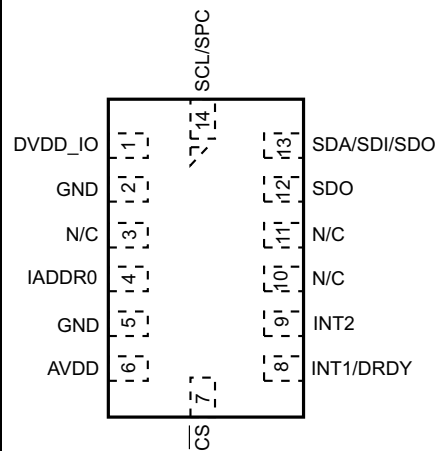 SCL/SPC
14
DVDD_IO 1
13 SDA/SDI/SDO
GND 2
12 SDO
N/C 3
11 N/C
IADDR0 4
10 N/C
GND 5
9 INT2
AVDD 6
8 INT1/DRDY
7
CS